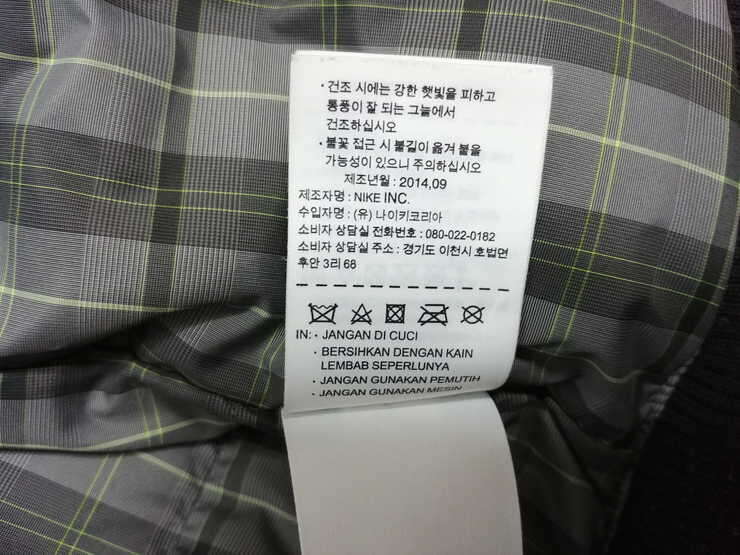 · 건조 시에는 강한 햇빛을 피하고
통풍이 잘 되는 그늘에서
건조하십시오
· 불꽃 접근 시 불길이 옮겨 붙을
가능성이 있으니 주의하십시오
제조년월 : 2014,09
제조자명 : NIKE INC.
수입자명 : (유) 나이키코리아
소비자 상담실 전화번호 : 080-022-0182
소비자 상담실 주소 : 경기도 이천시 호법면
후안 3리 68
IN: · JANGAN DI CUCI
· BERSIHKAN DENGAN KAIN
LEMBAB SEPERLUNYA
· JANGAN GUNAKAN PEMUTIH
· JANGAN GUNAKAN MESIN